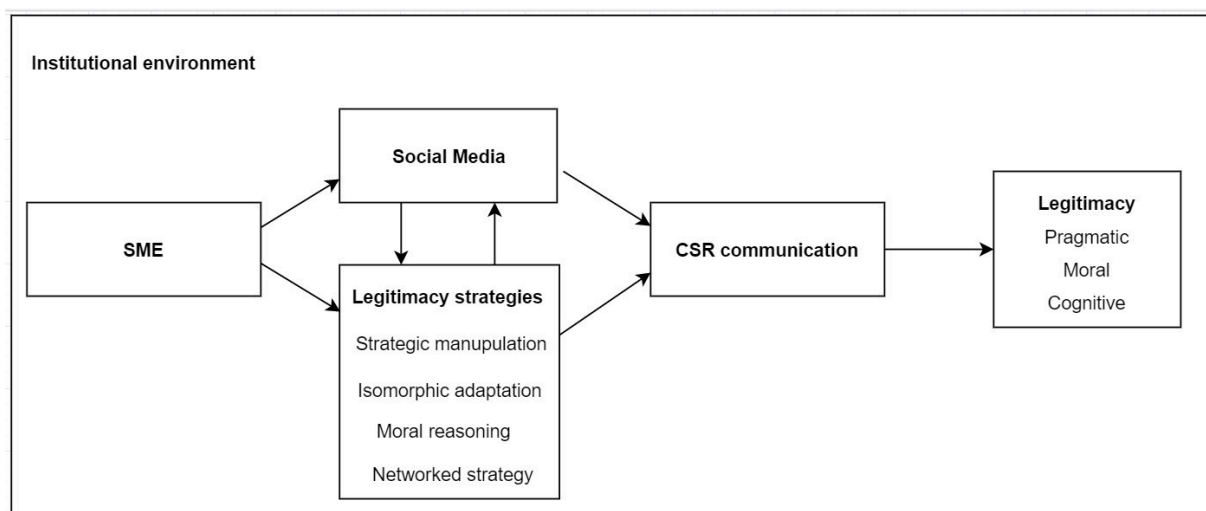 Institutional environment
Social Media
SME
Legitimacy strategies
Strategic manupulation
Isomorphic adaptation
Moral reasoning
Networked strategy
CSR communication
Legitimacy
Pragmatic
Moral
Cognitive